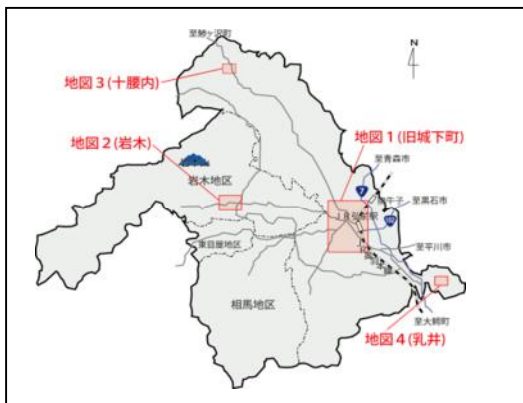 至鰺ヶ沢町
N
地図3(十腰内)
地図1(旧城下町)
地図2(岩木)
至青森市
7
岩木地区
至黒石市
102
東目屋地区
至平川市
相馬地区
至大鰐町
地図4(乳井)